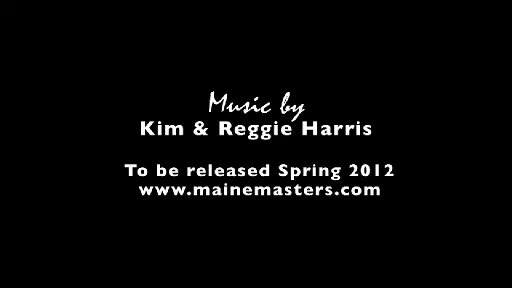 Music by
Kim & Reggie Harris
To be released Spring 2012
www.mainemasters.com